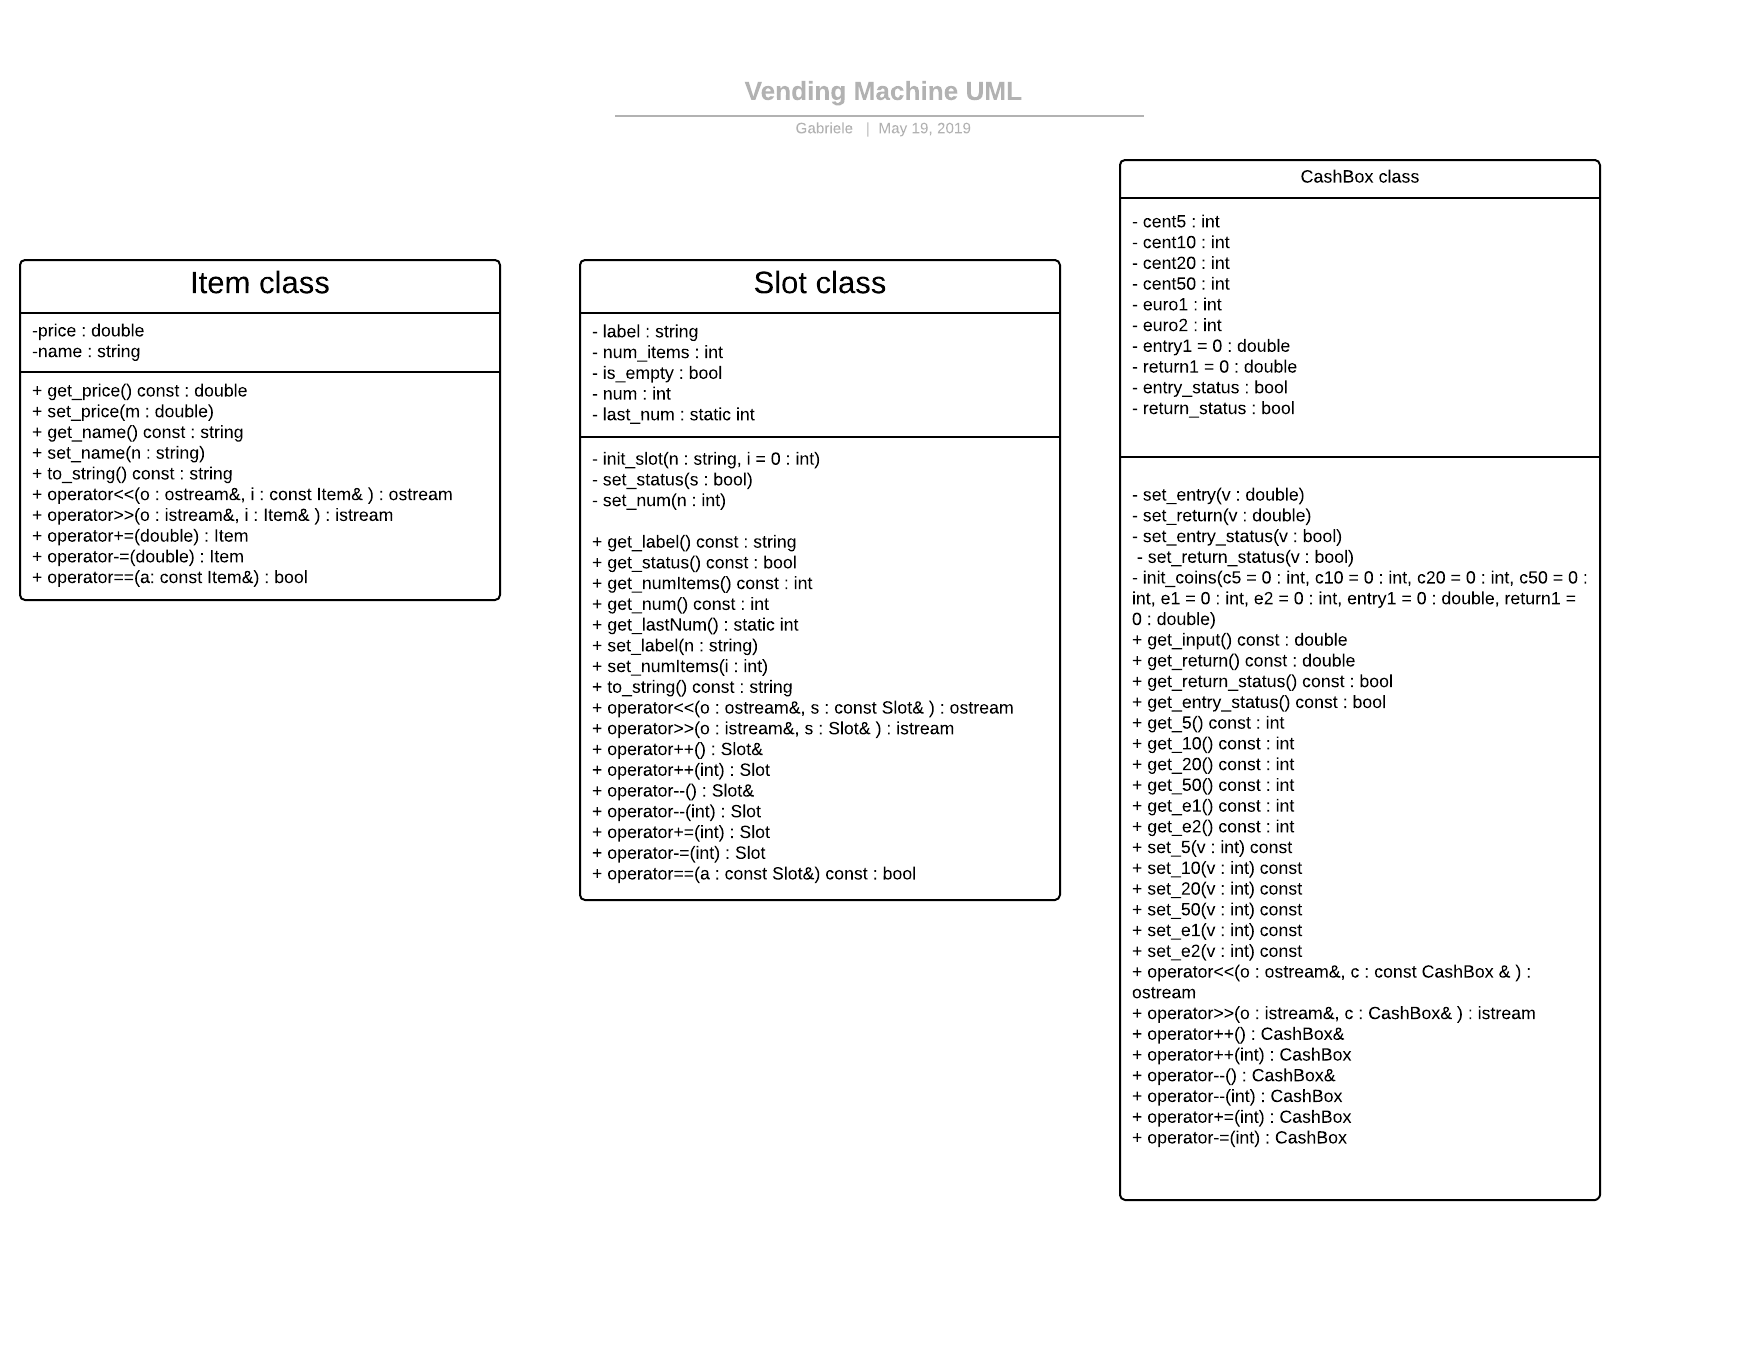 Vending Machine UML
Gabriele | May 19, 2019
Item class
-price : double
-name : string
+ get_price() const : double
+ set_price(m : double)
+ get_name() const : string
+ set_name(n : string)
+ to_string() const : string
+ operator<<(o : ostream&, i : const Item& ) : ostream
+ operator>>(o : istream&, i : Item& ) : istream
+ operator+=(double) : Item
+ operator-=(double) : Item
+ operator==(a: const Item&) : bool
Slot class
- label : string
- num_items : int
- is_empty : bool
- num : int
- last_num : static int
- init_slot(n : string, i = 0 : int)
- set_status(s : bool)
- set_num(n : int)
+ get_label() const : string
+ get_status() const : bool
+ get_numItems() const : int
+ get_num() const : int
+ get_lastNum() : static int
+ set_label(n : string)
+ set_numItems(i : int)
+ to_string() const : string
+ operator<<(o : ostream&, s : const Slot& ) : ostream
+ operator>>(o : istream&, s : Slot& ) : istream
+ operator++() : Slot&
+ operator++(int) : Slot
+ operator--() : Slot&
+ operator--(int) : Slot
+ operator+=(int) : Slot
+ operator-=(int) : Slot
+ operator==(a : const Slot&) const : bool
CashBox class
- cent5 : int
- cent10 : int
- cent20 : int
- cent50 : int
- euro1 : int
- euro2 : int
- entry1 = 0 : double
- return1 = 0 : double
- entry_status : bool
- return_status : bool
- set_entry(v : double)
- set_return(v : double)
- set_entry_status(v : bool)
- set_return_status(v : bool)
- init_coins(c5 = 0 : int, c10 = 0 : int, c20 = 0 : int, c50 = 0 :
int, e1 = 0 : int, e2 = 0 : int, entry1 = 0 : double, return1 =
0 : double)
+ get_input() const : double
+ get_return() const : double
+ get_return_status() const : bool
+ get_entry_status() const : bool
+ get_5() const : int
+ get_10() const : int
+ get_20() const : int
+ get_50() const : int
+ get_e1() const : int
+ get_e2() const : int
+ set_5(v : int) const
+ set_10(v : int) const
+ set_20(v : int) const
+ set_50(v : int) const
+ set_e1(v : int) const
+ set_e2(v : int) const
+ operator<<(o : ostream&, c : const CashBox & ) :
ostream
+ operator>>(o : istream&, c : CashBox& ) : istream
+ operator++() : CashBox&
+ operator++(int) : CashBox
+ operator--() : CashBox&
+ operator--(int) : CashBox
+ operator+=(int) : CashBox
+ operator-=(int) : CashBox